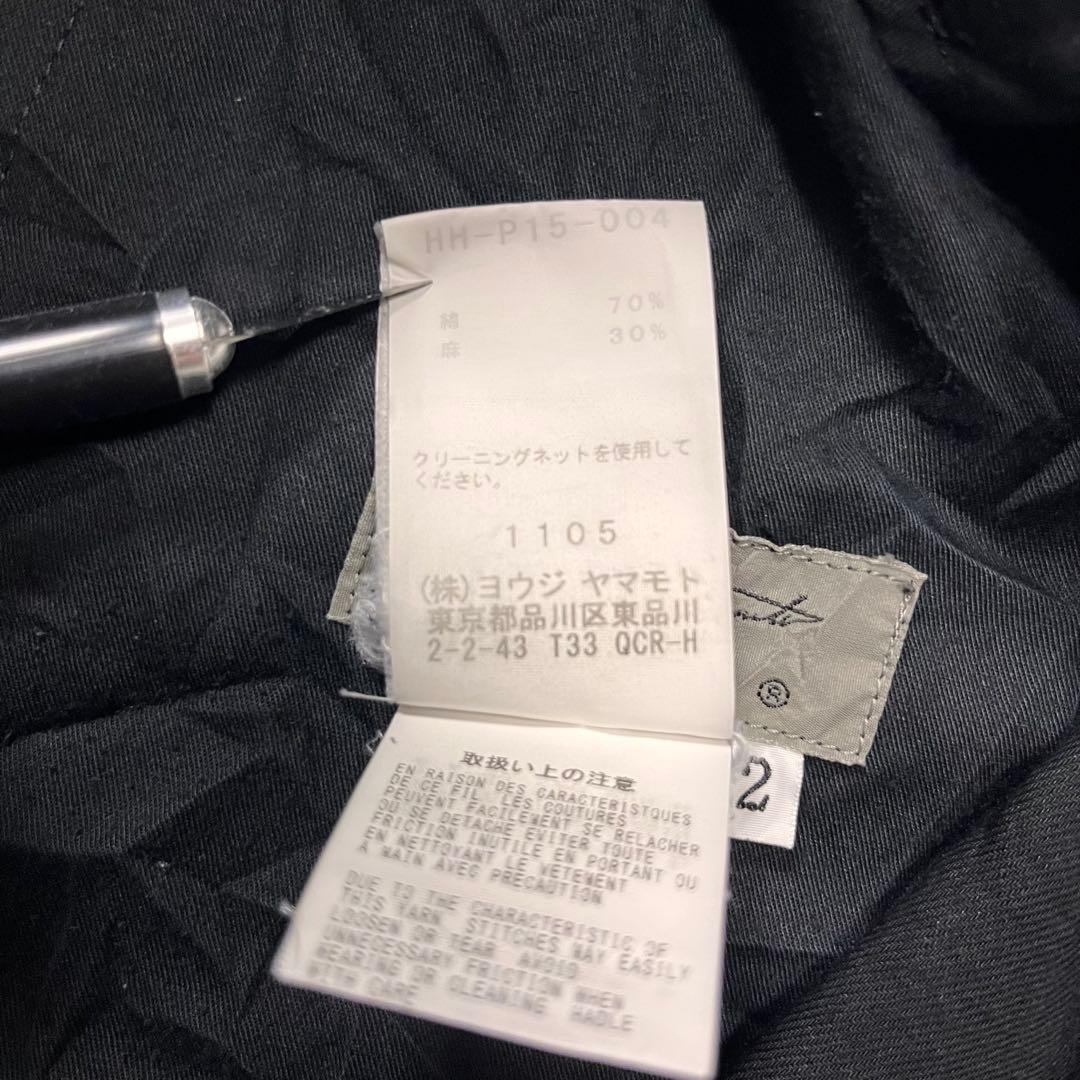 HH-P15-004
綿 70%
麻 30%
クリーニングネットを使用して
ください。
1105
(株)ヨウジ ヤマモト
東京都品川区東品川
2-2-43 T33 QCR-H
®
2
取扱い上の注意
EN RAISON DES CARACTERISTQUES
DE CE FIL LES COUTURES
PEUVENT FACILEMENT SE RELACHER
OU SE DETACHE EVITER TOUTE
FRICTION INUTILE EN PORTANT OU
EN NETTOYANT LE VETEMENT
A MAIN AVEC PRECAUTION
DUE TO THE CHARACTERISTIC OF
THIS YARN STITCHES MAY EASILY
LOOSEN OR TEAR AVOID
UNNECESSARY FRICTION WHEN
WEARING OR CLEANING HADLE
WITH CARE